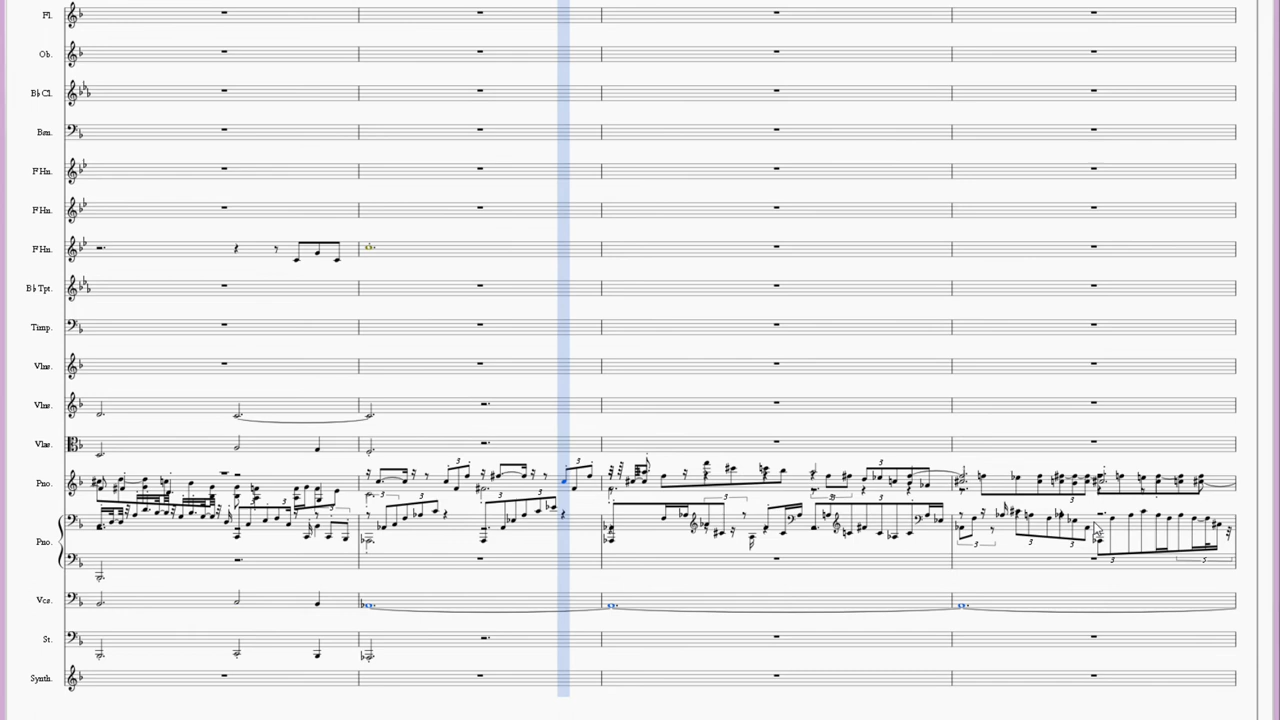 Fl.
Ob.
B♭ Cl.
Bsn.
F Hn.
F Hn.
F Hn.
B♭ Tpt.
Timp.
Vlns.
Vlns.
Vlas.
Pno.
Pno.
Vcs.
St.
Synth.